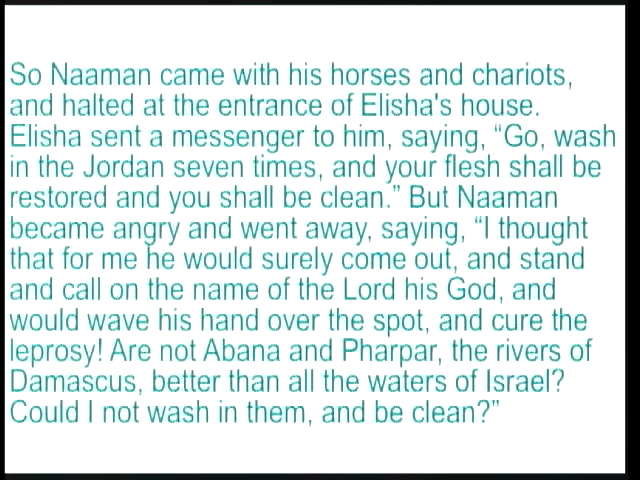 So Naaman came with his horses and chariots,
and halted at the entrance of Elisha's house.
Elisha sent a messenger to him, saying, “Go, wash
in the Jordan seven times, and your flesh shall be
restored and you shall be clean.” But Naaman
became angry and went away, saying, “I thought
that for me he would surely come out, and stand
and call on the name of the Lord his God, and
would wave his hand over the spot, and cure the
leprosy! Are not Abana and Pharpar, the rivers of
Damascus, better than all the waters of Israel?
Could I not wash in them, and be clean?”